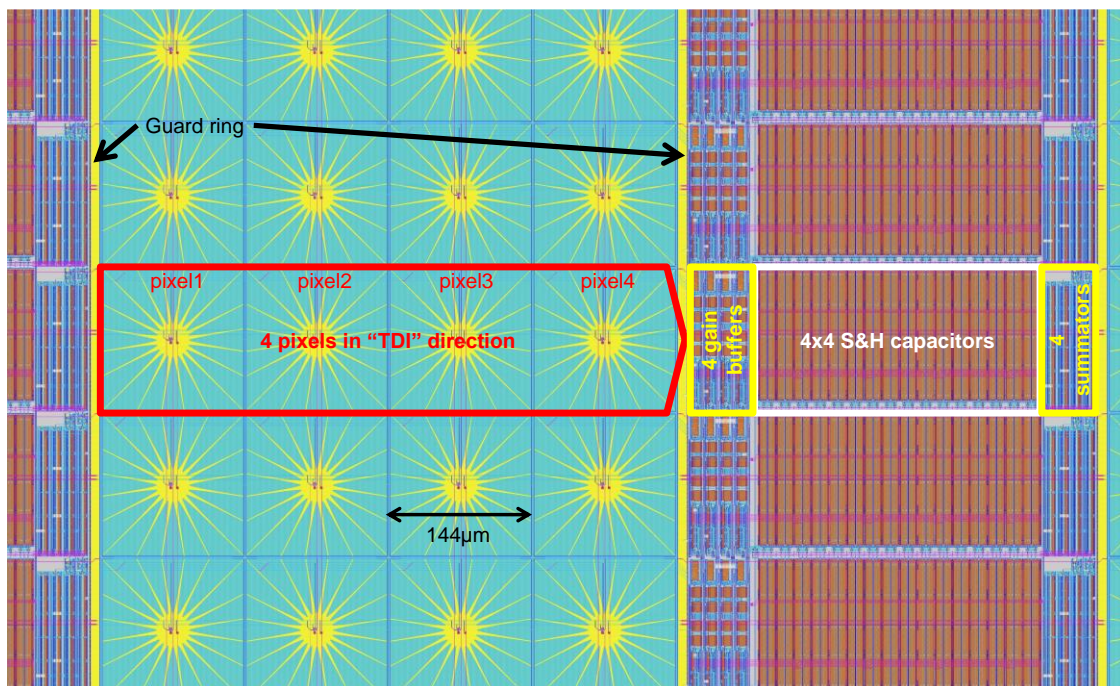 Guard ring
pixel1 pixel2 pixel3 pixel4
4 pixels in “TDI” direction
4 gain
buffers
4x4 S&H capacitors
4
summators
144µm